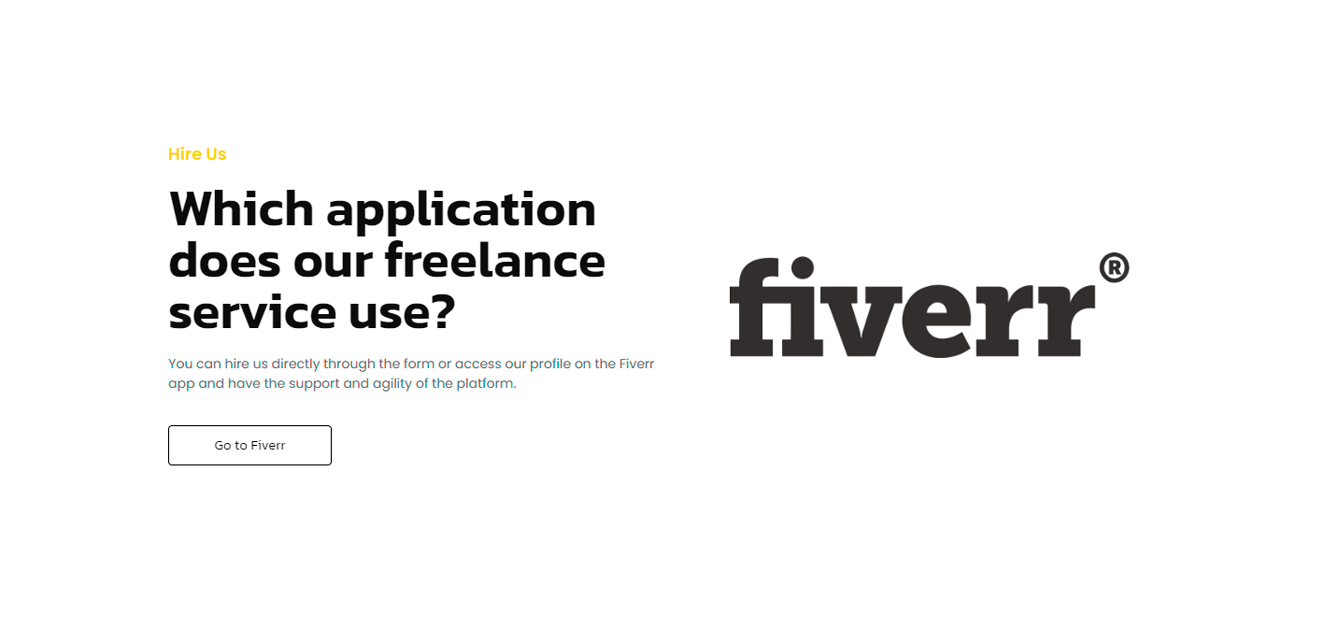 Hire Us
Which application
does our freelance
service use?
You can hire us directly through the form or access our profile on the Fiverr
app and have the support and agility of the platform.
Go to Fiverr
fiverr®